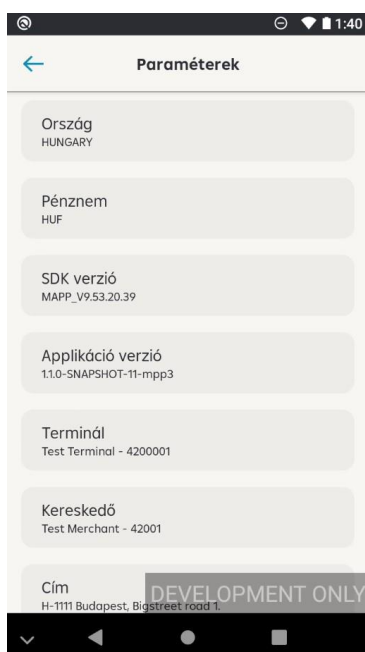 1:40
Paraméterek
Ország
HUNGARY
Pénznem
HUF
SDK verzió
MAPP_V9.53.20.39
Applikáció verzió
1.1.0-SNAPSHOT-11-mpp3
Terminál
Test Terminal - 4200001
Kereskedő
Test Merchant - 42001
Cím
DEVELOPMENT ONLY
H-1111 Budapest, Bigstreet road 1.